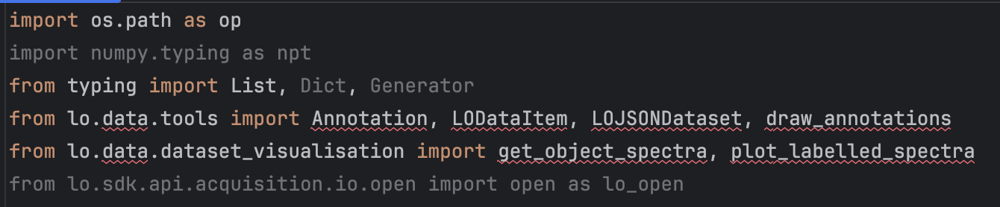 import os.path as op
import numpy.typing as npt
from typing import List, Dict, Generator
from lo.data.tools import Annotation, LODataItem, LOJSONDataset, draw_annotations
from lo.data.dataset_visualisation import get_object_spectra, plot_labelled_spectra
from lo.sdk.api.acquisition.io.open import open as lo_open